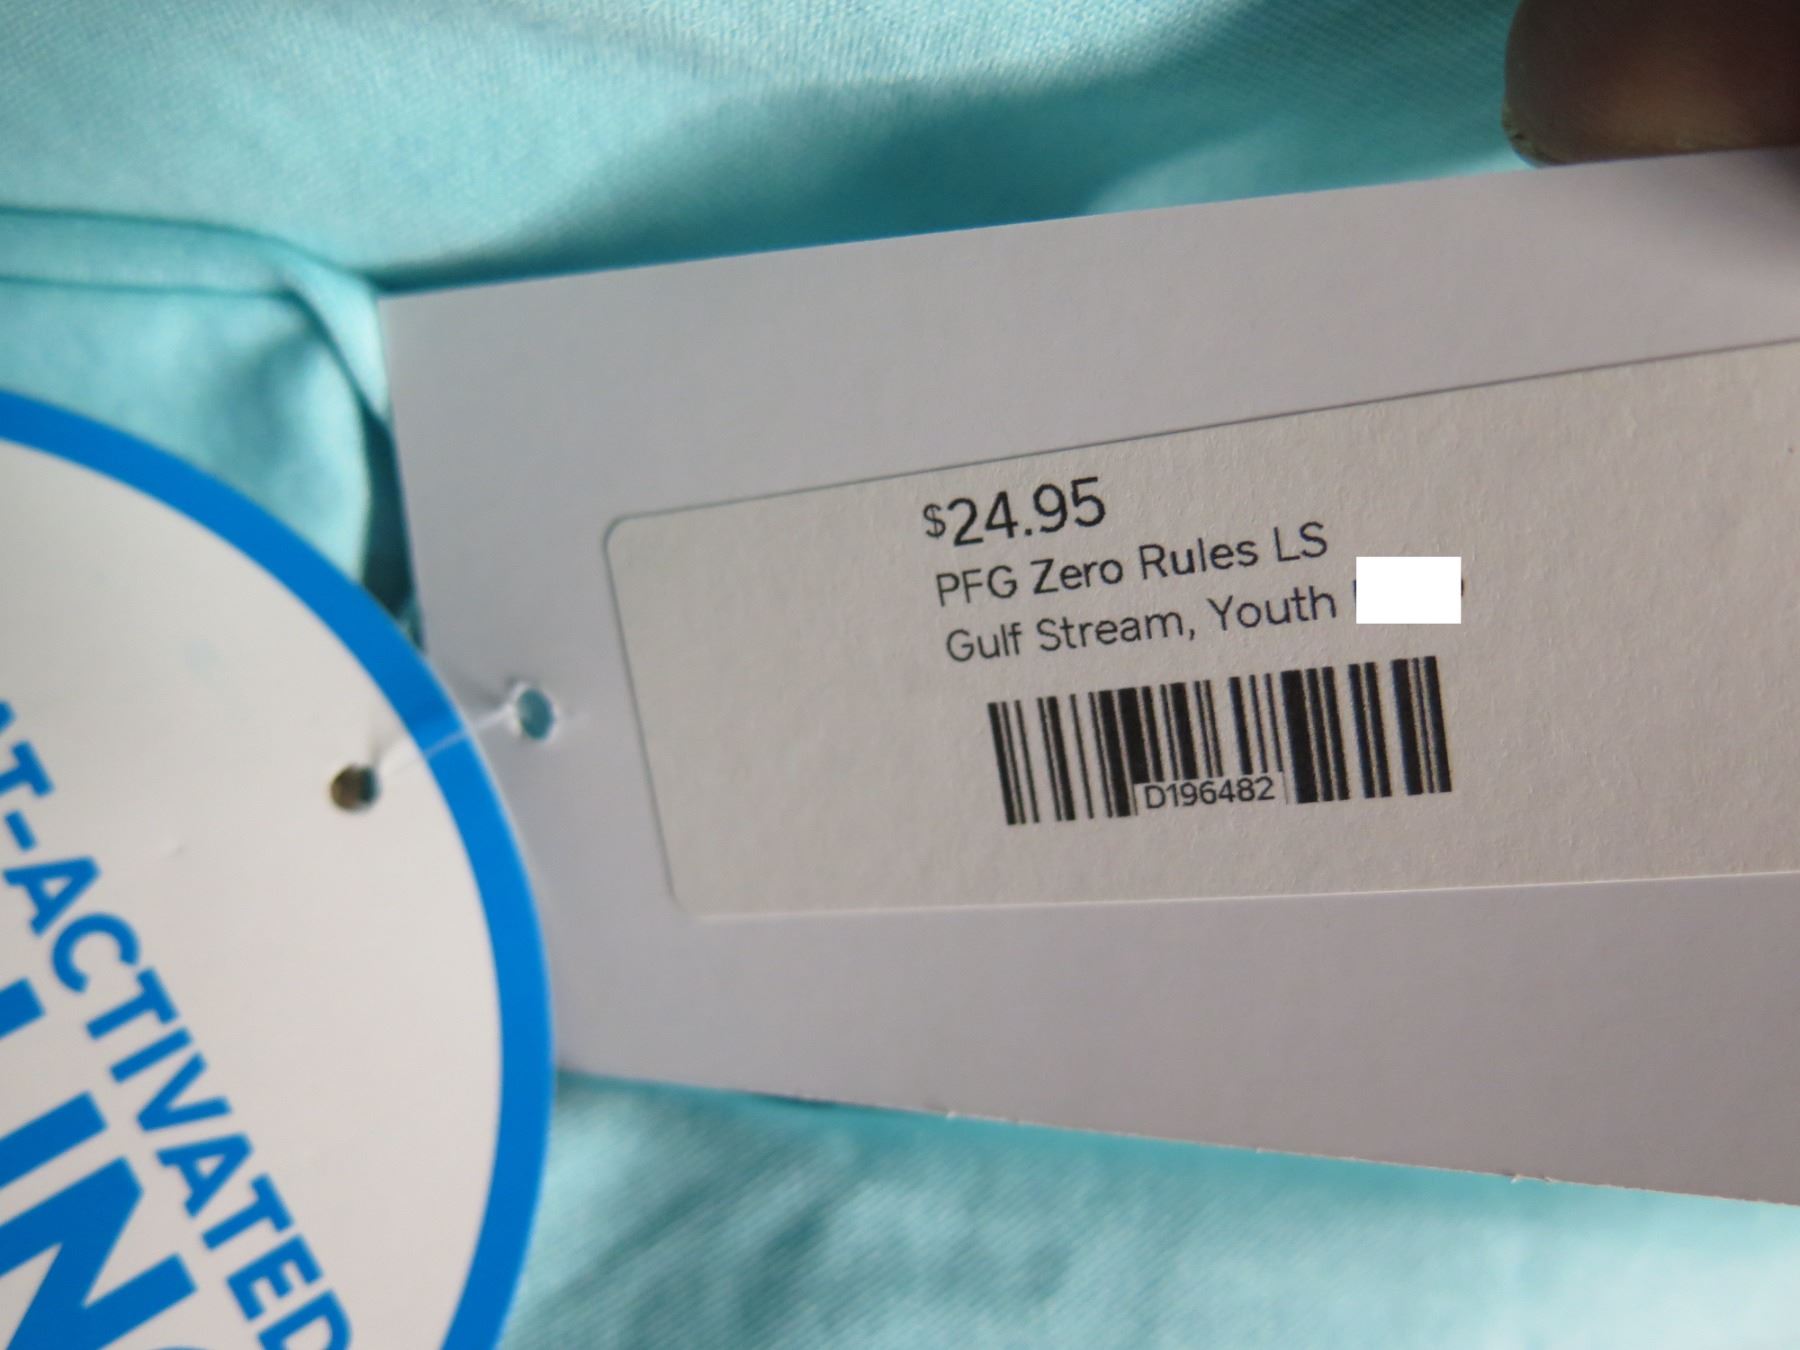 $24.95
PFG Zero Rules LS
Gulf Stream, Youth
D196482
AT-ACTIVATED